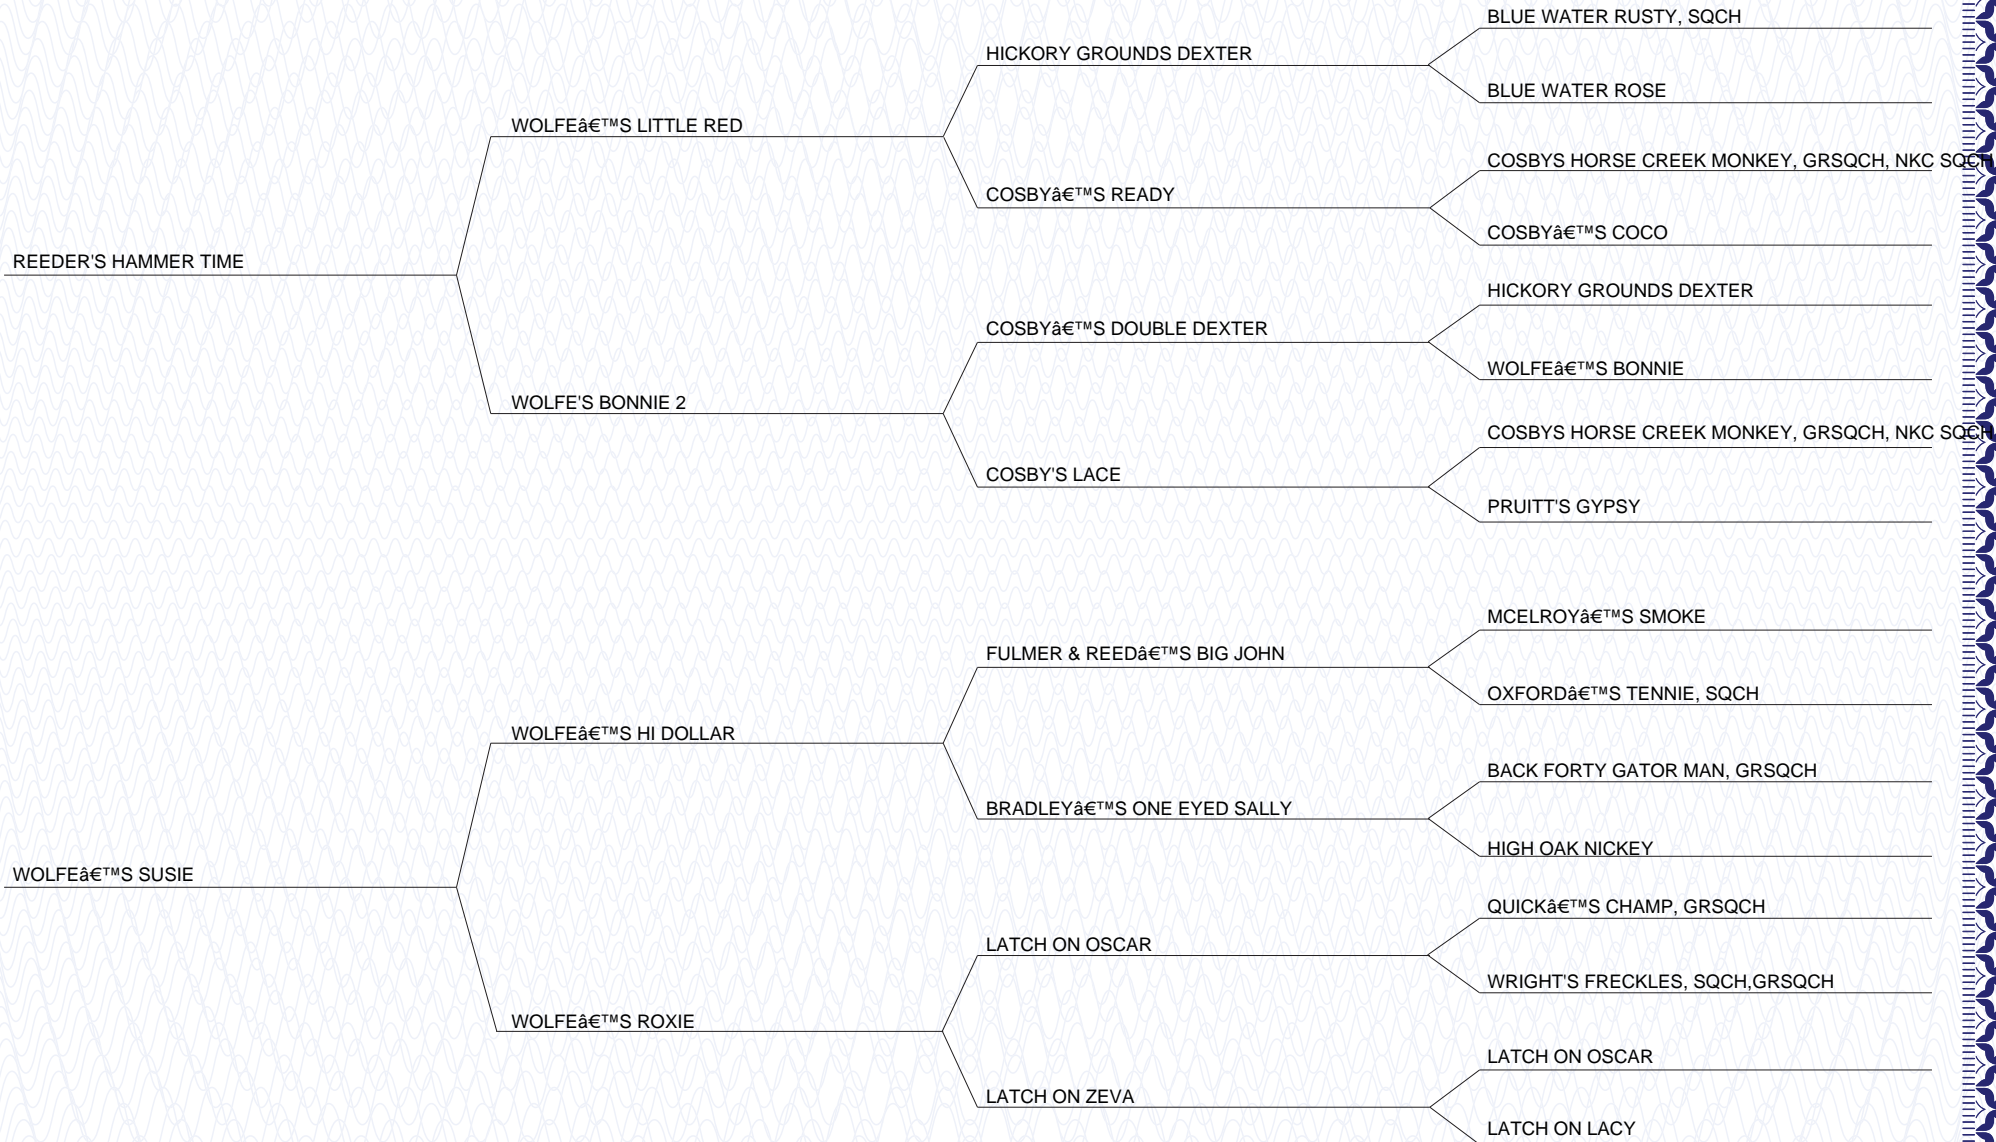 BLUE WATER RUSTY, SQCH
HICKORY GROUNDS DEXTER
BLUE WATER ROSE
WOLFEâ€™S LITTLE RED
COSBYS HORSE CREEK MONKEY, GRSQCH, NKC SQCH
COSBYâ€™S READY
COSBYâ€™S COCO
REEDER'S HAMMER TIME
HICKORY GROUNDS DEXTER
COSBYâ€™S DOUBLE DEXTER
WOLFEâ€™S BONNIE
WOLFE'S BONNIE 2
COSBYS HORSE CREEK MONKEY, GRSQCH, NKC SQCH
COSBY'S LACE
PRUITT'S GYPSY
MCELROYâ€™S SMOKE
FULMER & REEDâ€™S BIG JOHN
OXFORDâ€™S TENNIE, SQCH
WOLFEâ€™S HI DOLLAR
BACK FORTY GATOR MAN, GRSQCH
BRADLEYâ€™S ONE EYED SALLY
HIGH OAK NICKEY
WOLFEâ€™S SUSIE
QUICKâ€™S CHAMP, GRSQCH
LATCH ON OSCAR
WRIGHT'S FRECKLES, SQCH,GRSQCH
WOLFEâ€™S ROXIE
LATCH ON OSCAR
LATCH ON ZEVA
LATCH ON LACY